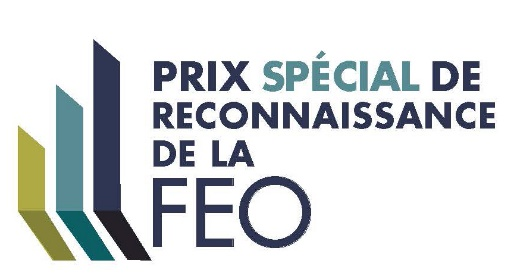 PRIX SPÉCIAL DE
RECONNAISSANCE
DE LA
FEO